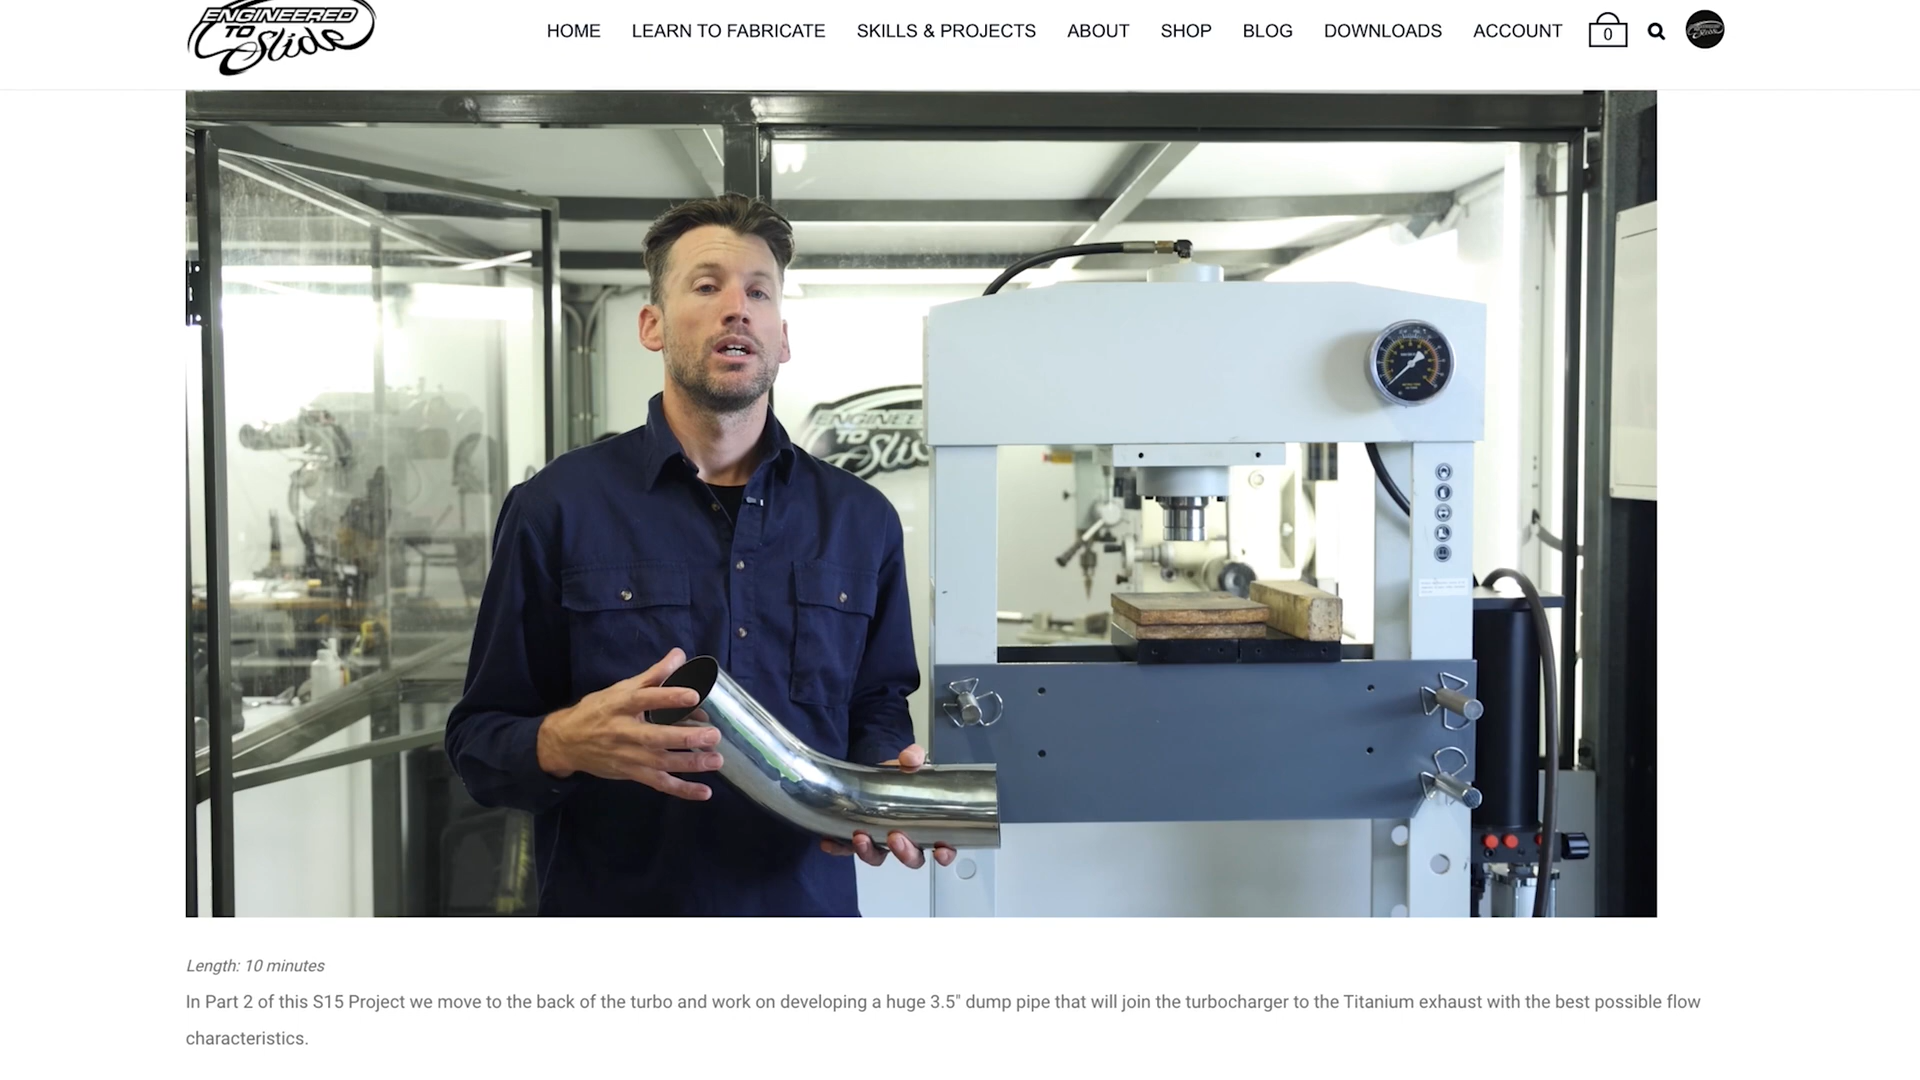 ENGINEERED
TO
Slide
HOME LEARN TO FABRICATE SKILLS & PROJECTS ABOUT SHOP BLOG DOWNLOADS ACCOUNT 0
TO
Length: 10 minutes
In Part 2 of this S15 Project we move to the back of the turbo and work on developing a huge 3.5" dump pipe that will join the turbocharger to the Titanium exhaust with the best possible flow
characteristics.